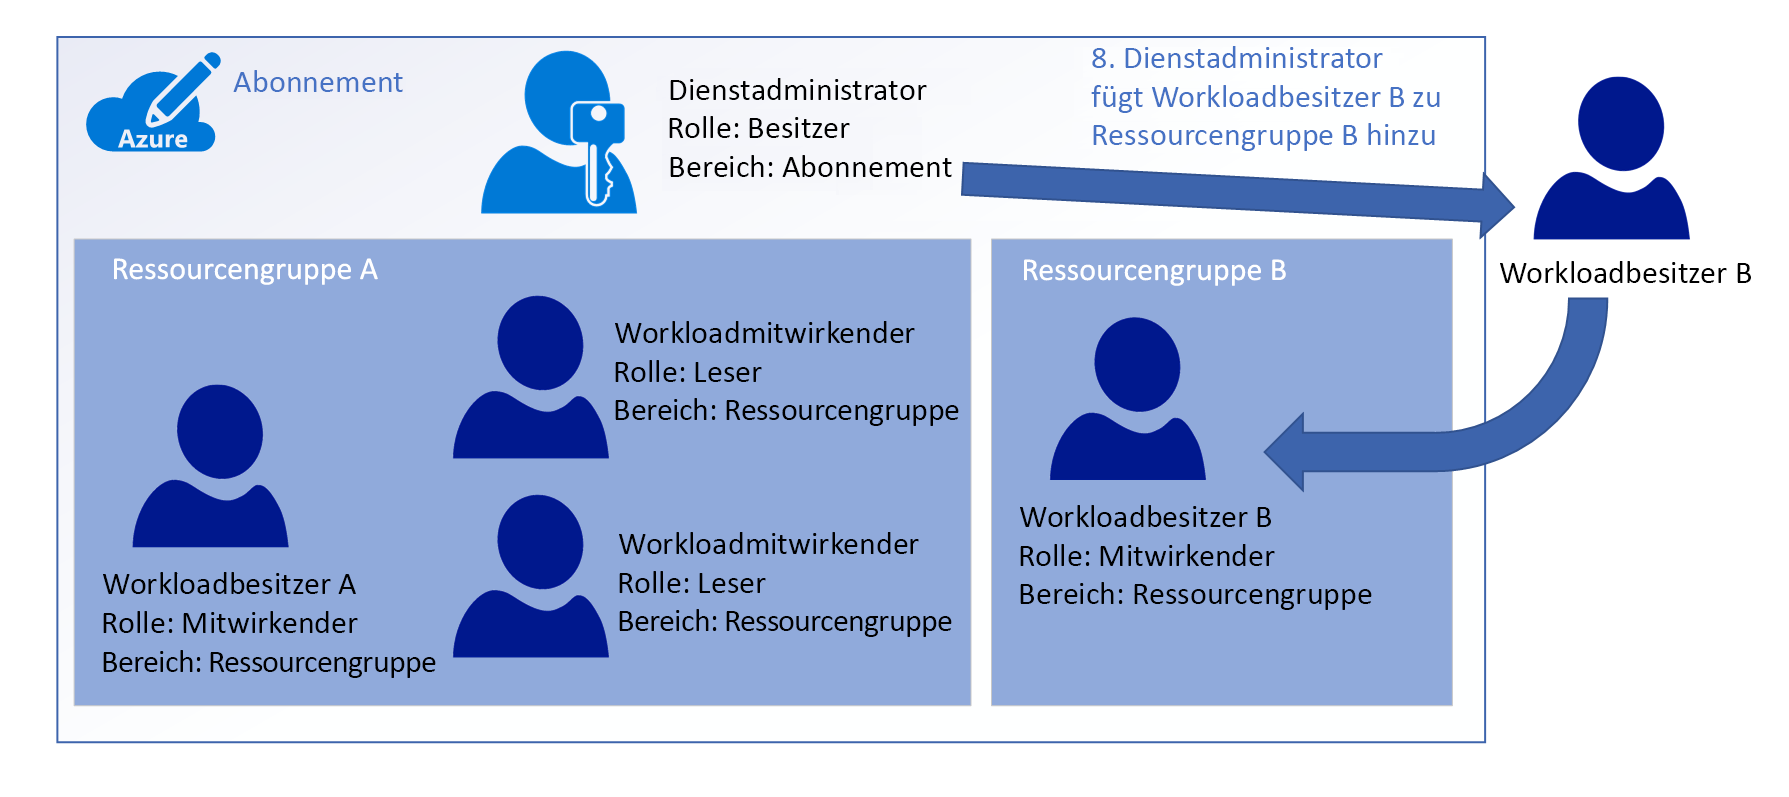 Azure
Abonnement
Dienstadministrator
Rolle: Besitzer
Bereich: Abonnement
8. Dienstadministrator
fügt Workloadbesitzer B zu
Ressourcengruppe B hinzu
Workloadbesitzer B
Ressourcengruppe A
Workloadmitwirkender
Rolle: Leser
Bereich: Ressourcengruppe
Workloadmitwirkender
Rolle: Leser
Bereich: Ressourcengruppe
Workloadbesitzer A
Rolle: Mitwirkender
Bereich: Ressourcengruppe
Ressourcengruppe B
Workloadbesitzer B
Rolle: Mitwirkender
Bereich: Ressourcengruppe